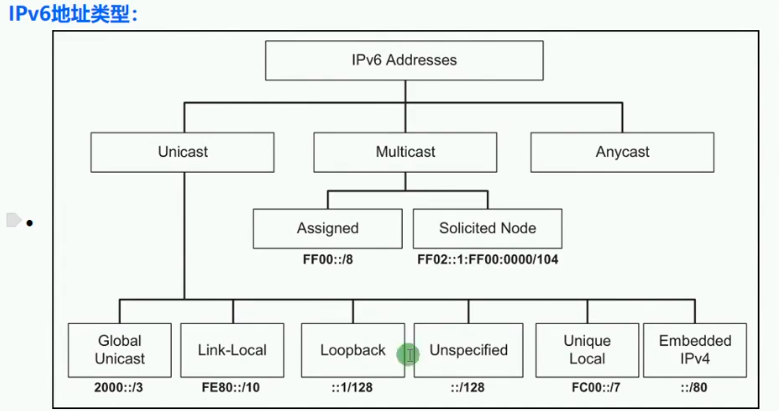 IPv6地址类型：
IPv6 Addresses
Unicast
Multicast
Anycast
Assigned
Solicited Node
FF00::/8
FF02::1:FF00:0000/104
Global
Unicast
Link-Local
Loopback
Unspecified
Unique
Local
Embedded
IPv4
2000::/3
FE80::/10
::1/128
::/128
FC00::/7
::/80